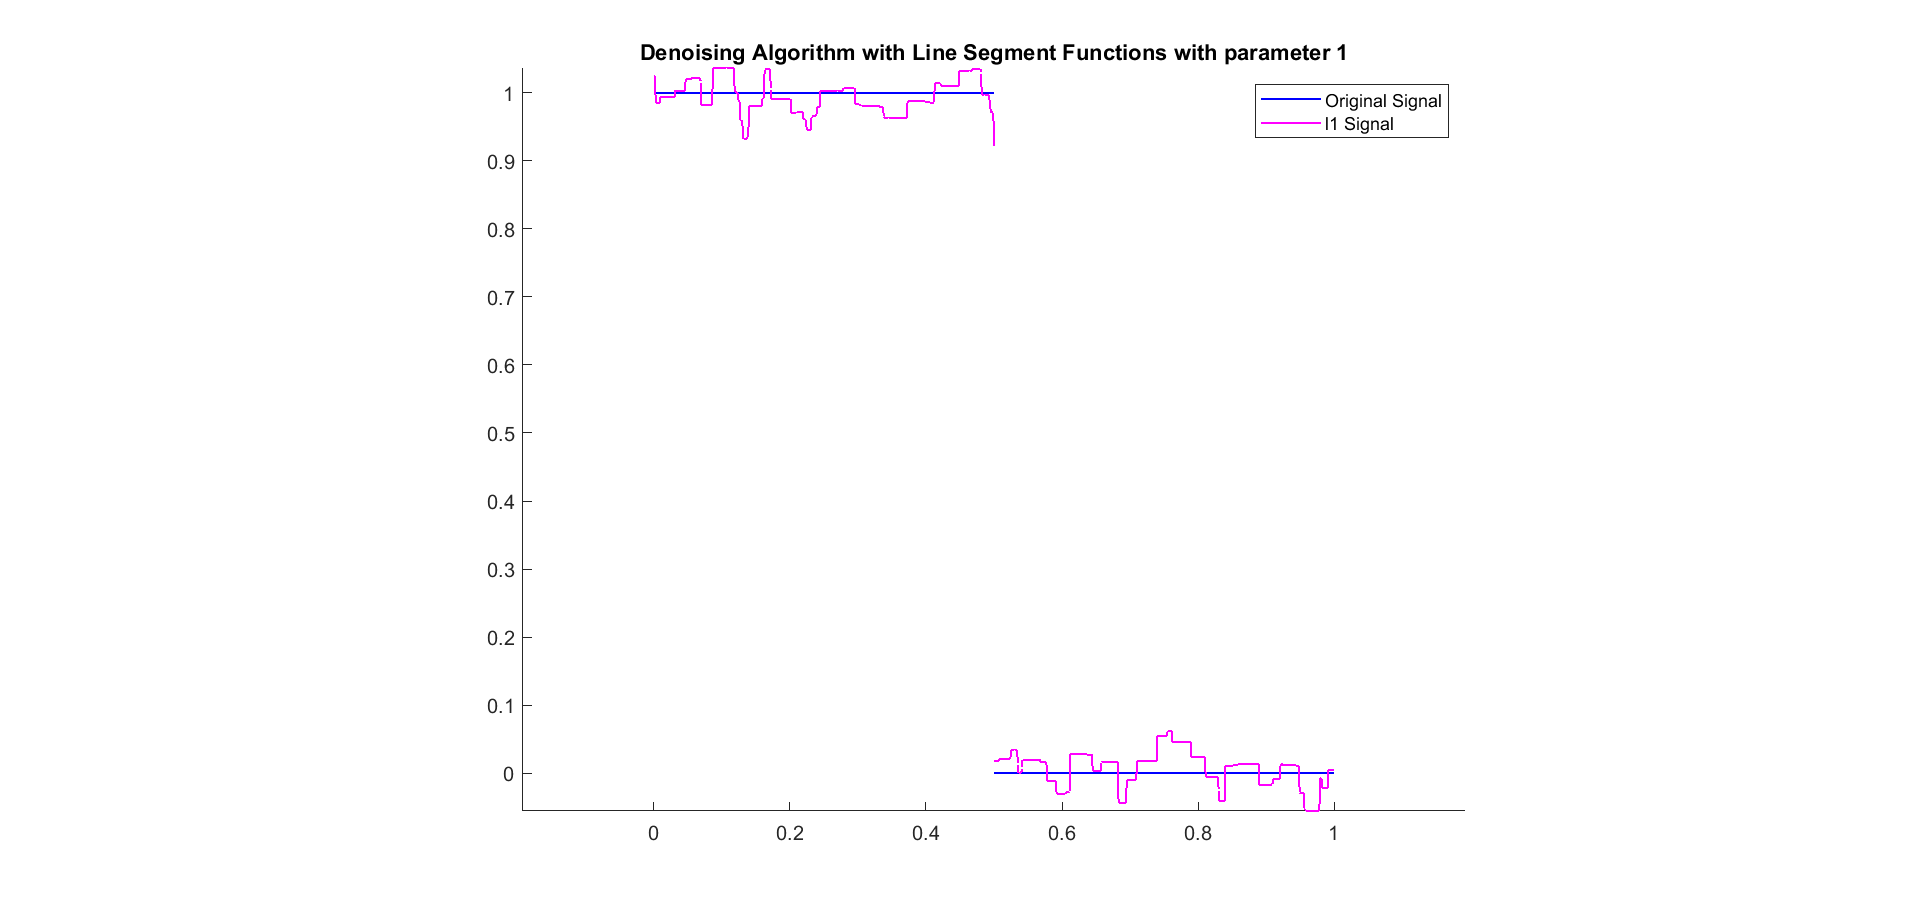 Denoising Algorithm with Line Segment Functions with parameter 1
Original Signal
l1 Signal
1
0.9
0.8
0.7
0.6
0.5
0.4
0.3
0.2
0.1
0
0 0.2 0.4 0.6 0.8 1